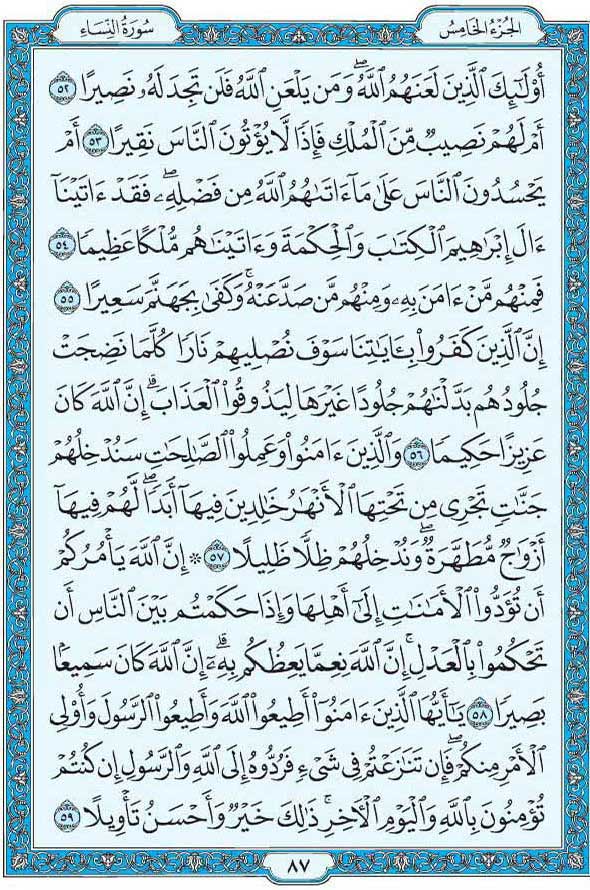 سُورَةُ النِّسَاءِ
الجُزْءُ الخَامِسُ
أُوْلَٰٓئِكَ ٱلَّذِينَ لَعَنَهُمُ ٱللَّهُۖ وَمَن يَلْعَنِ ٱللَّهُ فَلَن تَجِدَ لَهُۥ نَصِيرًا ٥٢
أَمْ لَهُمْ نَصِيبٌ مِّنَ ٱلْمُلْكِ فَإِذًا لَّا يُؤْتُونَ ٱلنَّاسَ نَقِيرًا ٥٣ أَمْ
يَحْسُدُونَ ٱلنَّاسَ عَلَىٰ مَآ ءَاتَىٰهُمُ ٱللَّهُ مِن فَضْلِهِۦۖ فَقَدْ ءَاتَيْنَآ
ءَالَ إِبْرَٰهِيمَ ٱلْكِتَٰبَ وَٱلْحِكْمَةَ وَءَاتَيْنَٰهُم مُّلْكًا عَظِيمًا ٥٤
فَمِنْهُم مَّنْ ءَامَنَ بِهِۦ وَمِنْهُم مَّن صَدَّ عَنْهُۚ وَكَفَىٰ بِجَهَنَّمَ سَعِيرًا ٥٥
إِنَّ ٱلَّذِينَ كَفَرُواْ بِـَٔايَٰتِنَا سَوْفَ نُصْلِيهِمْ نَارًا كُلَّمَا نَضِجَتْ
جُلُودُهُم بَدَّلْنَٰهُمْ جُلُودًا غَيْرَهَا لِيَذُوقُواْ ٱلْعَذَابَۗ إِنَّ ٱللَّهَ كَانَ
عَزِيزًا حَكِيمًا ٥٦ وَٱلَّذِينَ ءَامَنُواْ وَعَمِلُواْ ٱلصَّٰلِحَٰتِ سَنُدْخِلُهُمْ
جَنَّٰتٍ تَجْرِى مِن تَحْتِهَا ٱلْأَنْهَٰرُ خَٰلِدِينَ فِيهَآ أَبَدًاۖ لَّهُمْ فِيهَآ
أَزْوَٰجٌ مُّطَهَّرَةٌۖ وَنُدْخِلُهُمْ ظِلًّا ظَلِيلًا ٥٧ ۞ إِنَّ ٱللَّهَ يَأْمُرُكُمْ
أَن تُؤَدُّواْ ٱلْأَمَٰنَٰتِ إِلَىٰٓ أَهْلِهَا وَإِذَا حَكَمْتُم بَيْنَ ٱلنَّاسِ أَن
تَحْكُمُواْ بِٱلْعَدْلِۚ إِنَّ ٱللَّهَ نِعِمَّا يَعِظُكُم بِهِۦٓۗ إِنَّ ٱللَّهَ كَانَ سَمِيعًۢا
بَصِيرًا ٥٨ يَٰٓأَيُّهَا ٱلَّذِينَ ءَامَنُوٓاْ أَطِيعُواْ ٱللَّهَ وَأَطِيعُواْ ٱلرَّسُولَ وَأُوْلِى
ٱلْأَمْرِ مِنكُمْۖ فَإِن تَنَٰزَعْتُمْ فِى شَىْءٍ فَرُدُّوهُ إِلَى ٱللَّهِ وَٱلرَّسُولِ إِن كُنتُمْ
تُؤْمِنُونَ بِٱللَّهِ وَٱلْيَوْمِ ٱلْأَخِرِۚ ذَٰلِكَ خَيْرٌ وَأَحْسَنُ تَأْوِيلًا ٥٩
٨٧